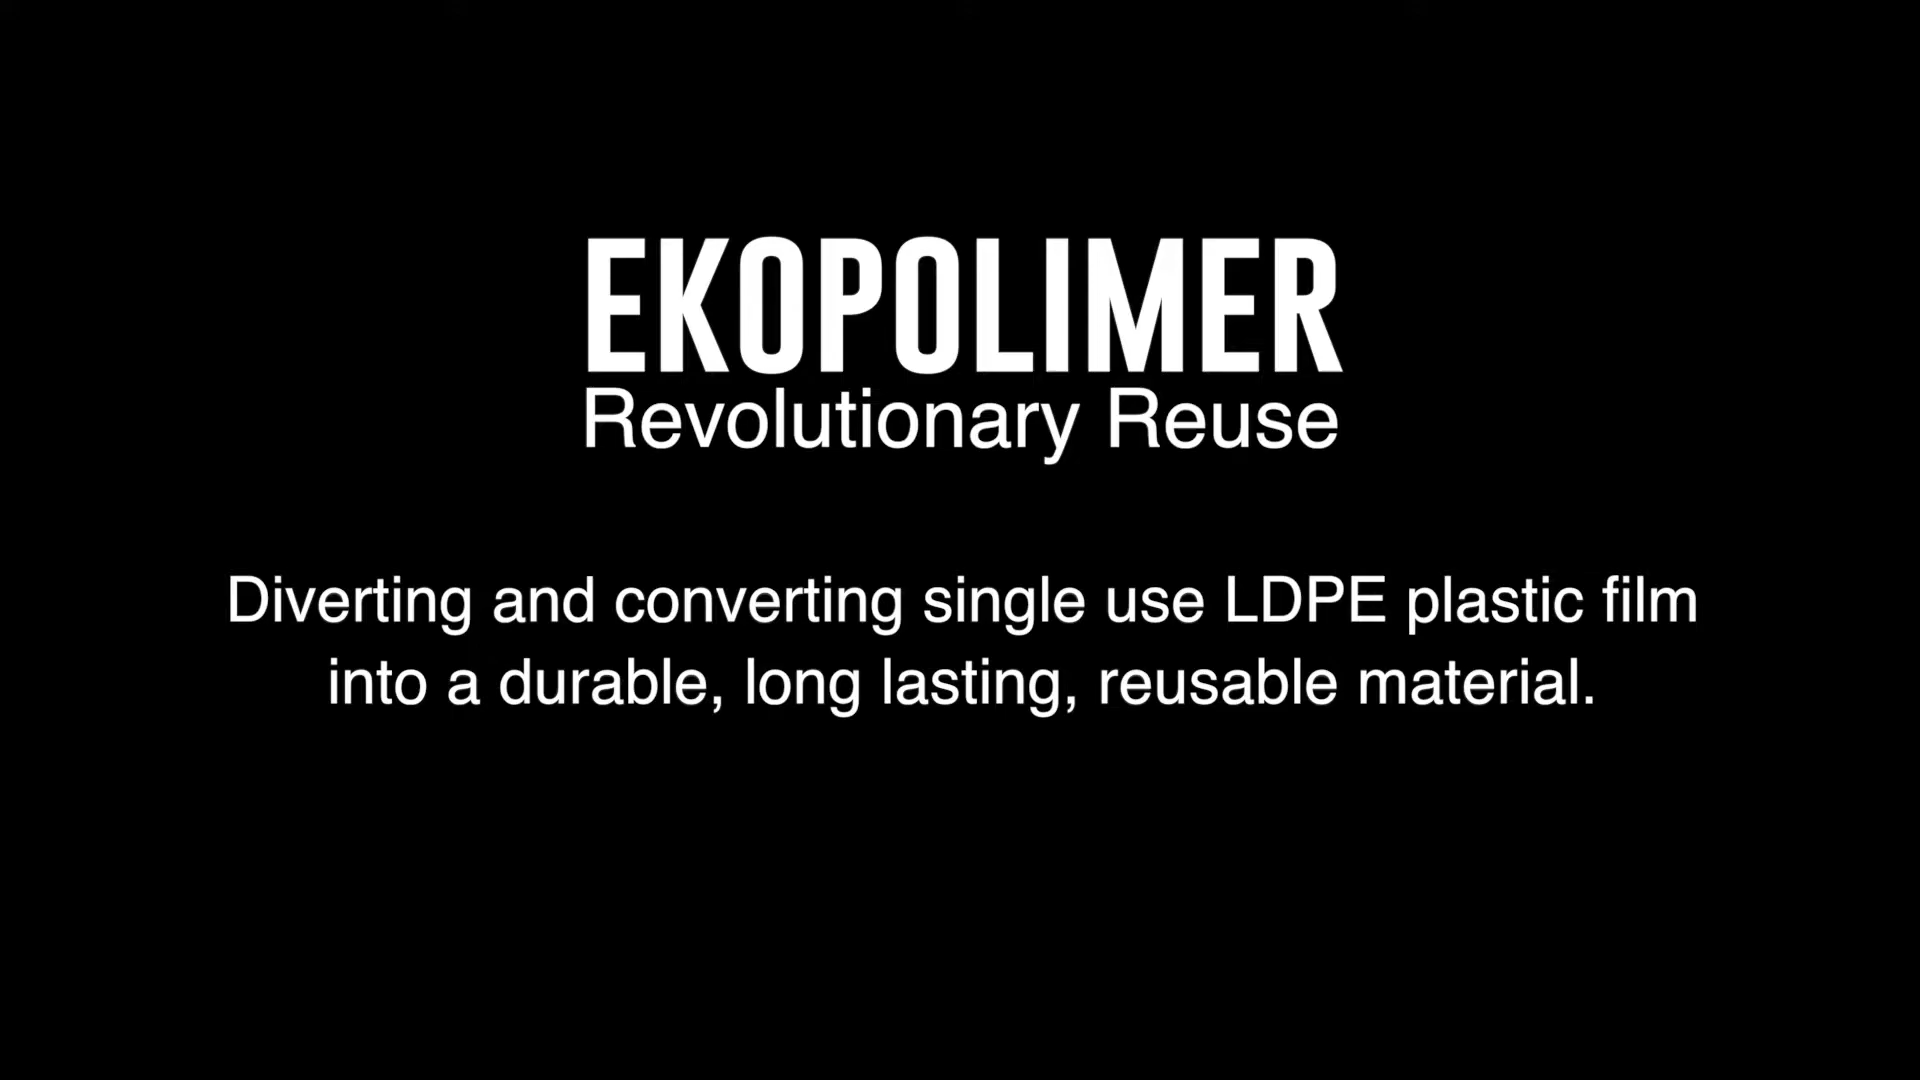 EKOPOLIMER
Revolutionary Reuse
Diverting and converting single use LDPE plastic film
into a durable, long lasting, reusable material.